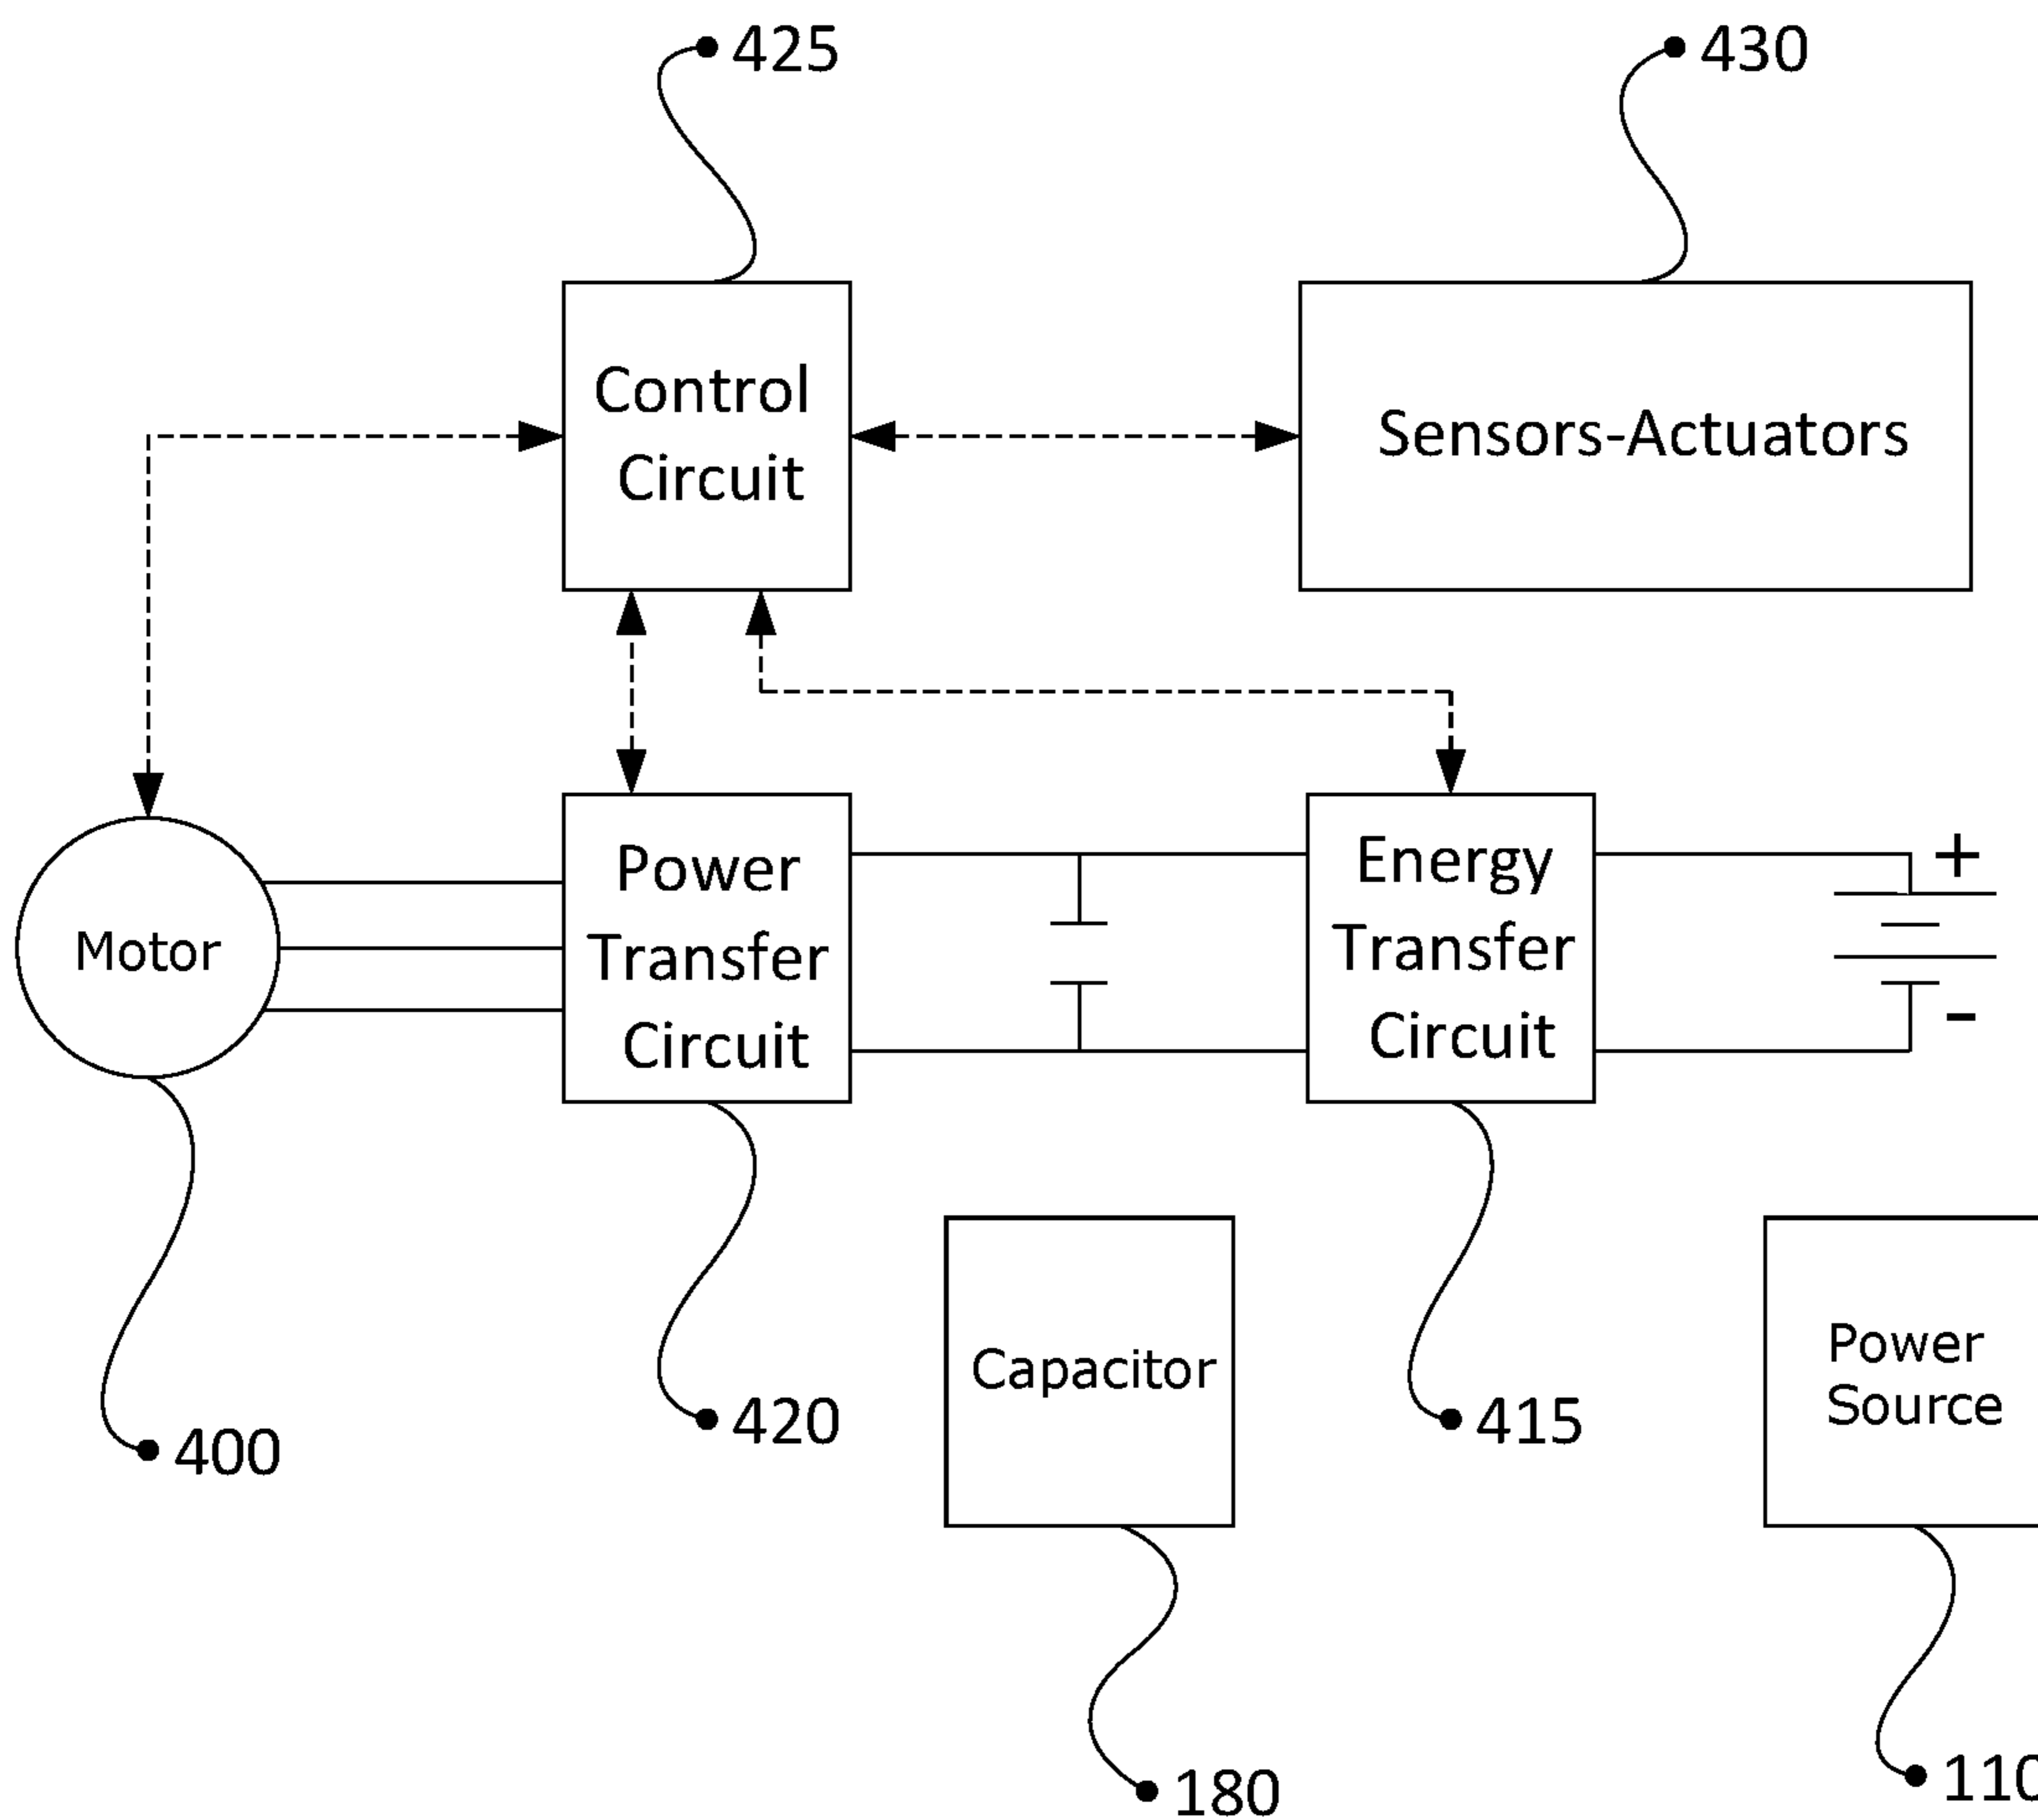 425
430
Control
Circuit
Sensors-Actuators
Motor
Power
Transfer
Circuit
Energy
Transfer
Circuit
+
-
400
420
Capacitor
415
Power
Source
180
110